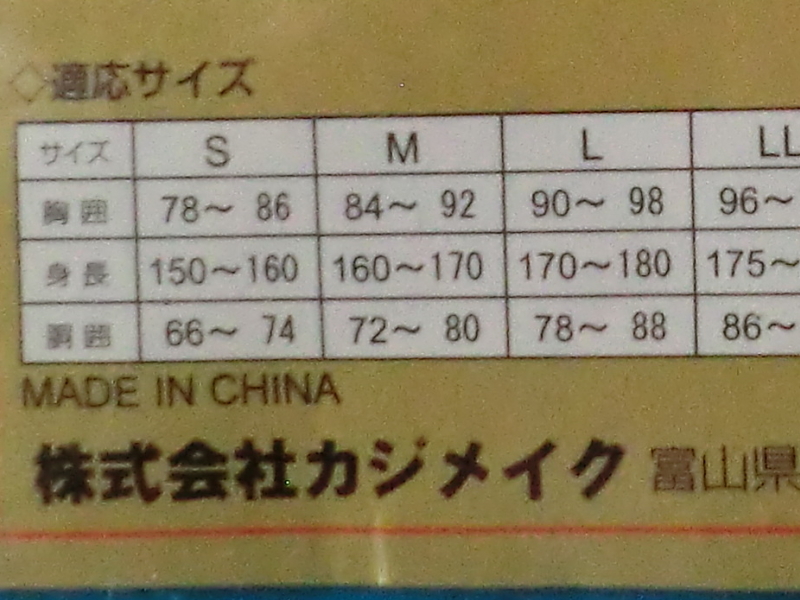 ◇適応サイズ
サイズ S M L LL
胸囲 78〜 86 84〜 92 90〜 98 96〜
身長 150〜160 160〜170 170〜180 175〜
胴囲 66〜 74 72〜 80 78〜 88 86〜
MADE IN CHINA
株式会社カジメイク 富山県